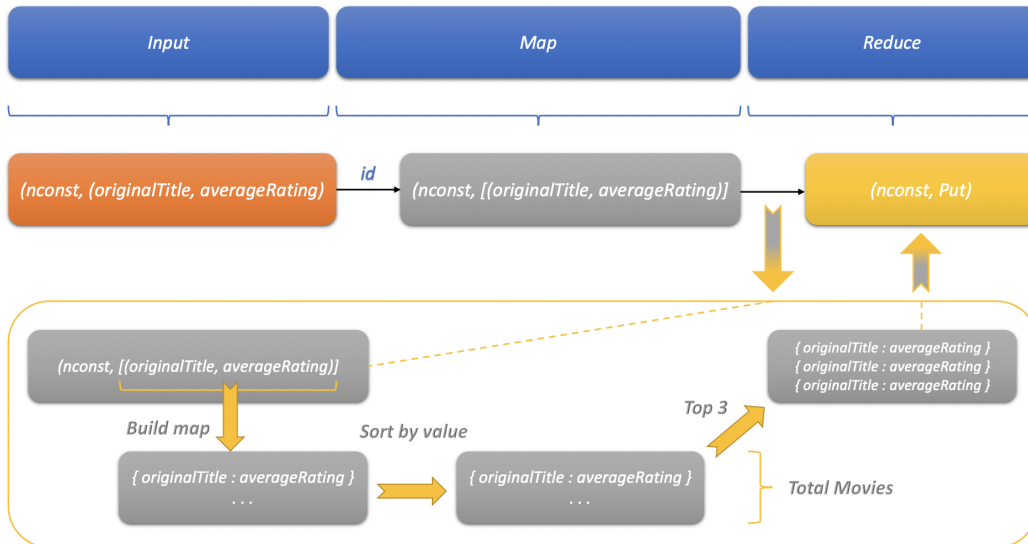 Input
Map
Reduce
(nconst, (originalTitle, averageRating)
id
(nconst, [(originalTitle, averageRating)]
(nconst, Put)
(nconst, [(originalTitle, averageRating)]
{ originalTitle : averageRating }
{ originalTitle : averageRating }
{ originalTitle : averageRating }
Build map
Sort by value
Top 3
{ originalTitle : averageRating }
. . .
{ originalTitle : averageRating }
. . .
Total Movies